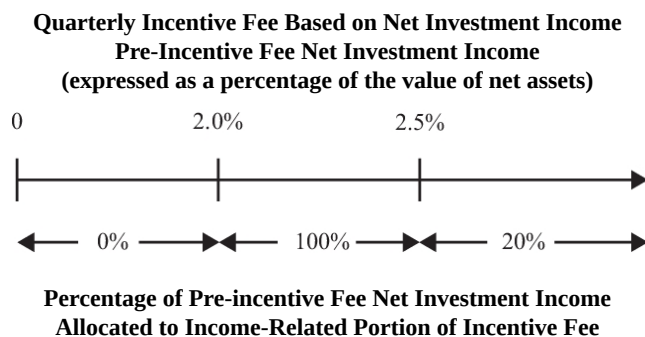 Quarterly Incentive Fee Based on Net Investment Income
Pre-Incentive Fee Net Investment Income
(expressed as a percentage of the value of net assets)
0 2.0% 2.5%
0% 100% 20%
Percentage of Pre-incentive Fee Net Investment Income
Allocated to Income-Related Portion of Incentive Fee